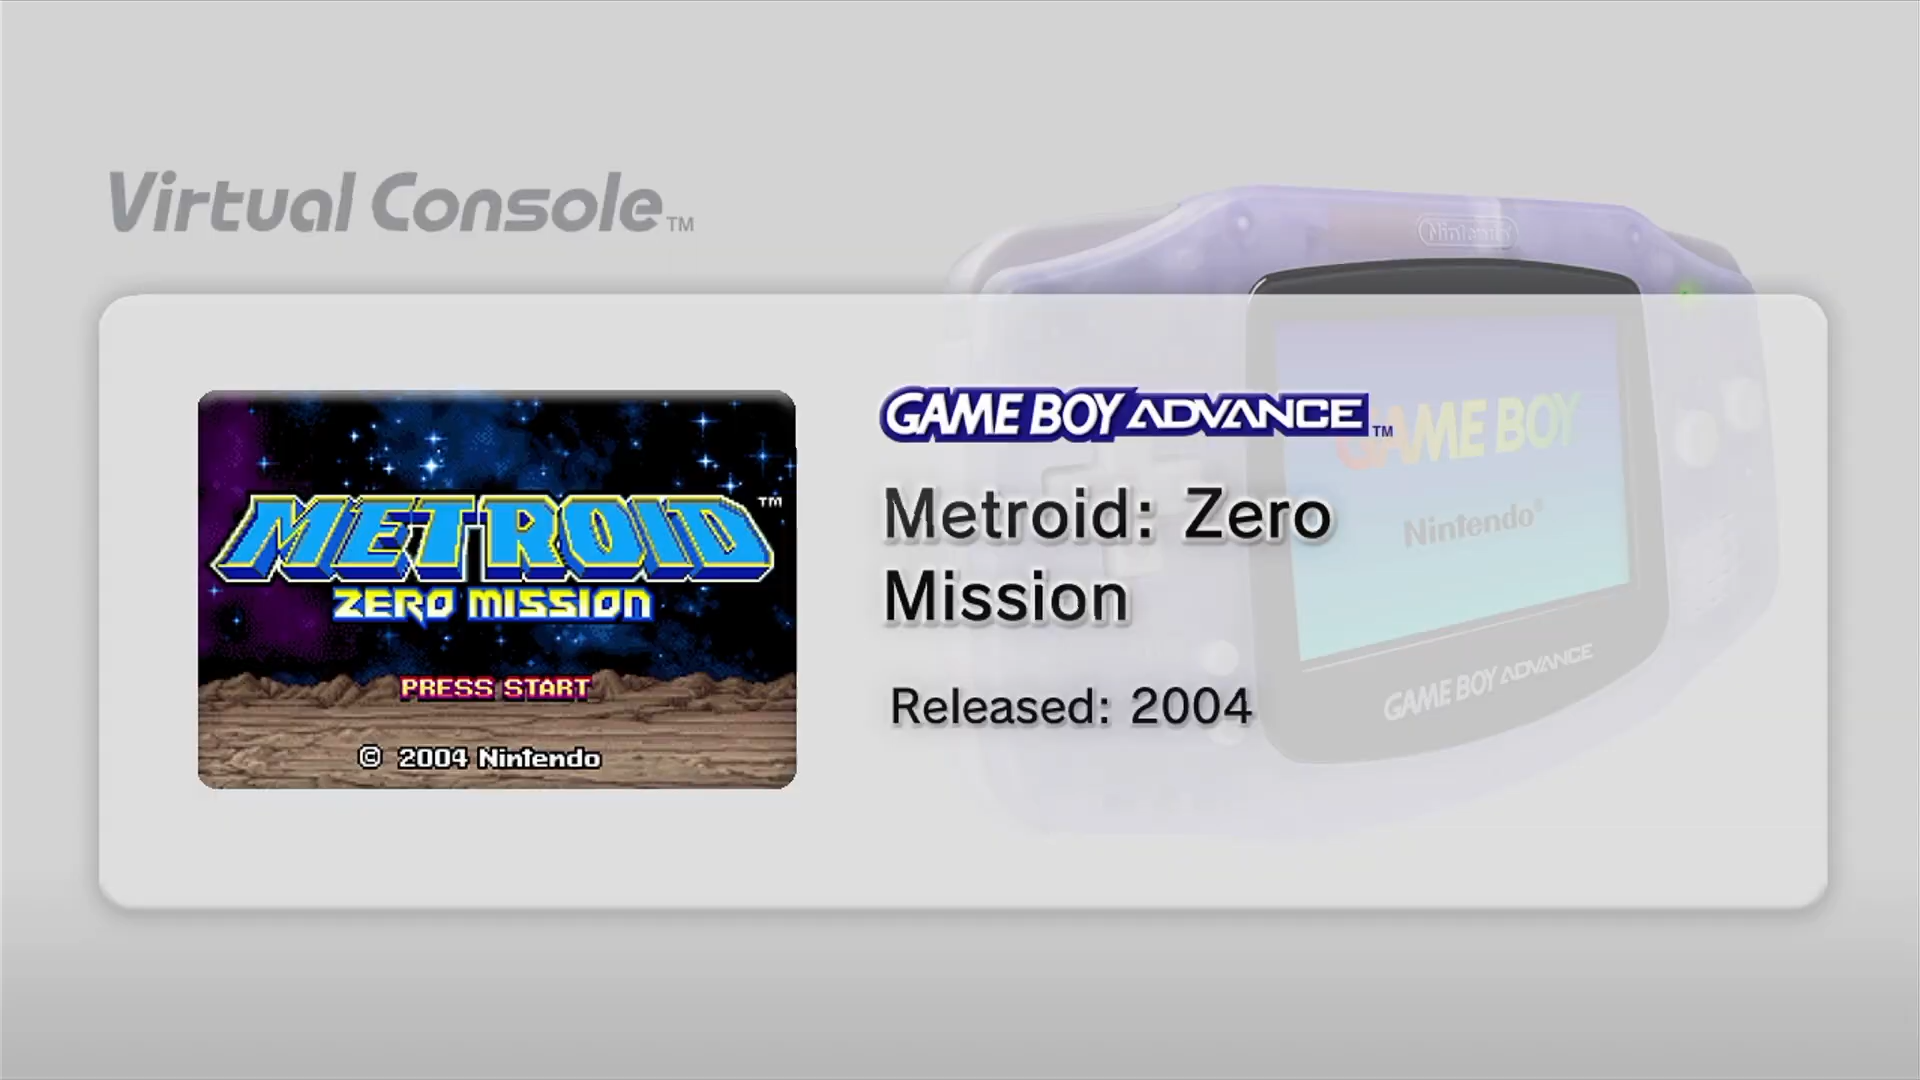 Virtual Console™
Nintendo
METROID™
ZERO MISSION
PRESS START
© 2004 Nintendo
GAME BOY ADVANCE™
Metroid: Zero
Mission
Released: 2004
GAME BOY
Nintendo®
GAME BOY ADVANCE